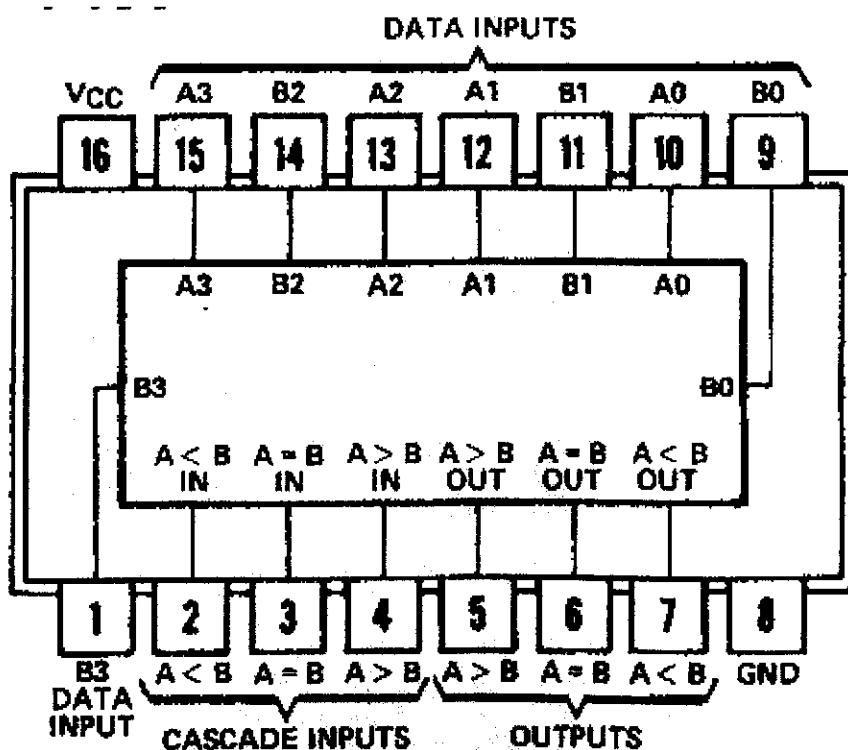 DATA INPUTS
VCC A3 B2 A2 A1 B1 A0 B0
16 15 14 13 12 11 10 9
A3 B2 A2 A1 B1 A0
B3 B0
A < B A = B A > B A > B A = B A < B
IN IN IN OUT OUT OUT
1 2 3 4 5 6 7 8
B3 A < B A = B A > B A > B A = B A < B GND
DATA
INPUT
CASCADE INPUTS OUTPUTS